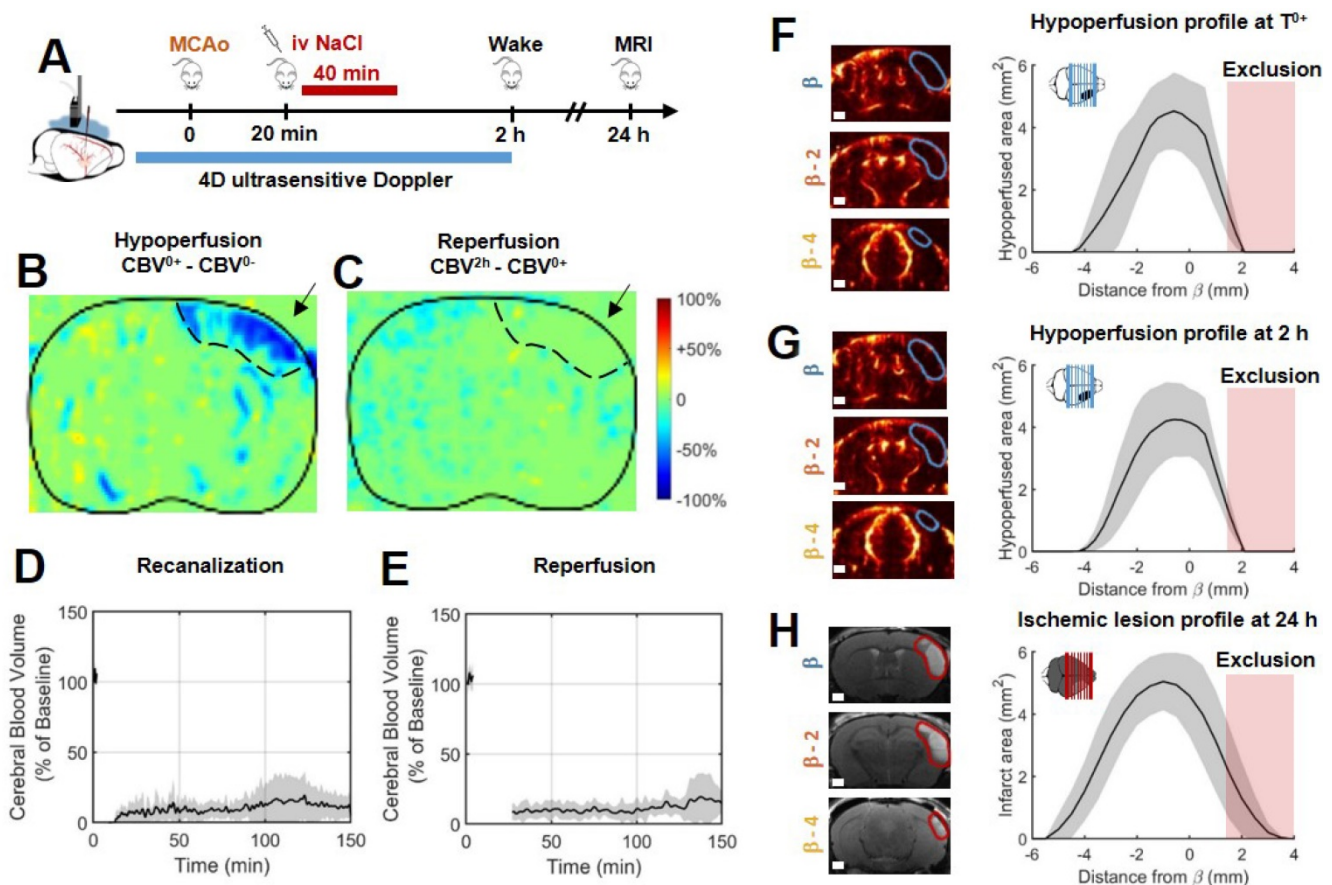 A
MCAo
iv NaCl
40 min
Wake
MRI
0
20 min
2 h
24 h
4D ultrasensitive Doppler
B
Hypoperfusion
CBV0+ - CBV0-
C
Reperfusion
CBV2h - CBV0+
100%
+50%
0
-50%
-100%
D
Recanalization
Cerebral Blood Volume
(% of Baseline)
150
100
50
0
0
50
100
150
Time (min)
E
Reperfusion
Cerebral Blood Volume
(% of Baseline)
150
100
50
0
0
50
100
150
Time (min)
F
β
β - 2
β - 4
Hypoperfusion profile at T0+
Exclusion
Hypoperfused area (mm2)
6
4
2
0
-6
-4
-2
0
2
4
Distance from β (mm)
G
β
β - 2
β - 4
Hypoperfusion profile at 2 h
Exclusion
Hypoperfused area (mm2)
6
4
2
0
-6
-4
-2
0
2
4
Distance from β (mm)
H
β
β - 2
β - 4
Ischemic lesion profile at 24 h
Exclusion
Infarct area (mm2)
6
4
2
0
-6
-4
-2
0
2
4
Distance from β (mm)